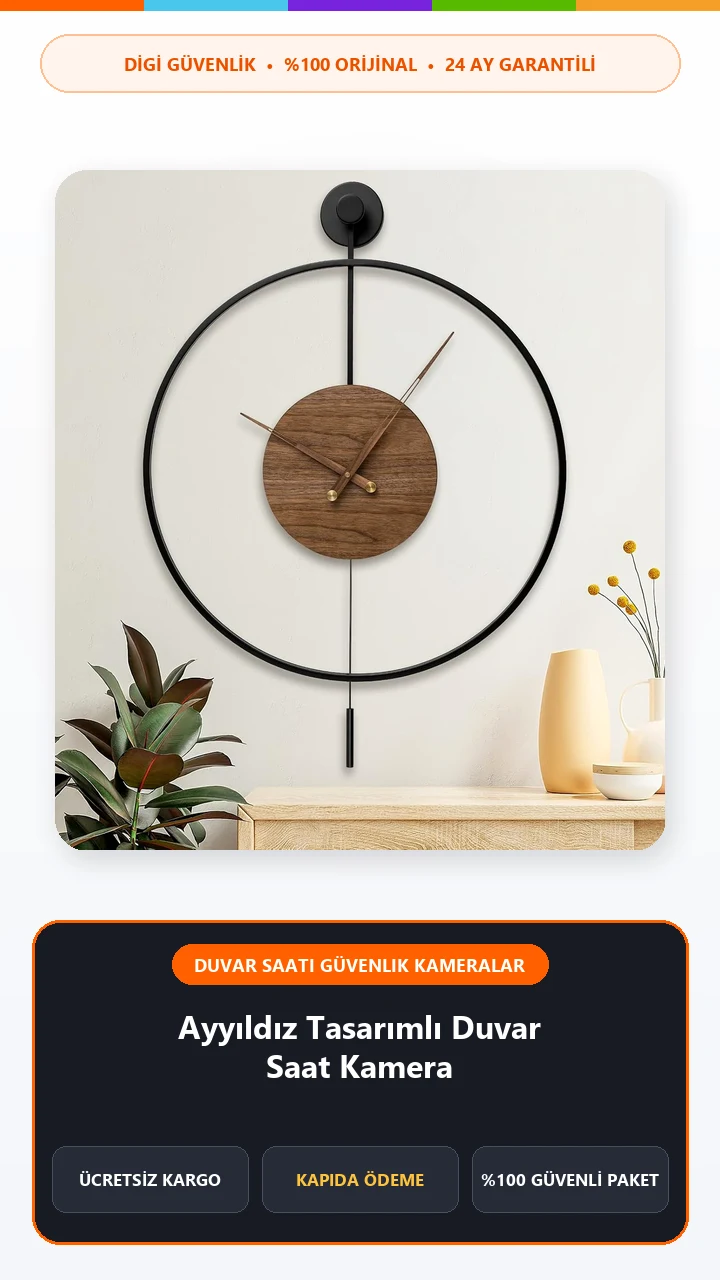 DİGİ GÜVENLİK • %100 ORİJİNAL • 24 AY GARANTİLİ
DUVAR SAATI GÜVENLIK KAMERALAR
Ayyıldız Tasarımlı Duvar
Saat Kamera
ÜCRETSİZ KARGO
KAPIDA ÖDEME
%100 GÜVENLİ PAKET